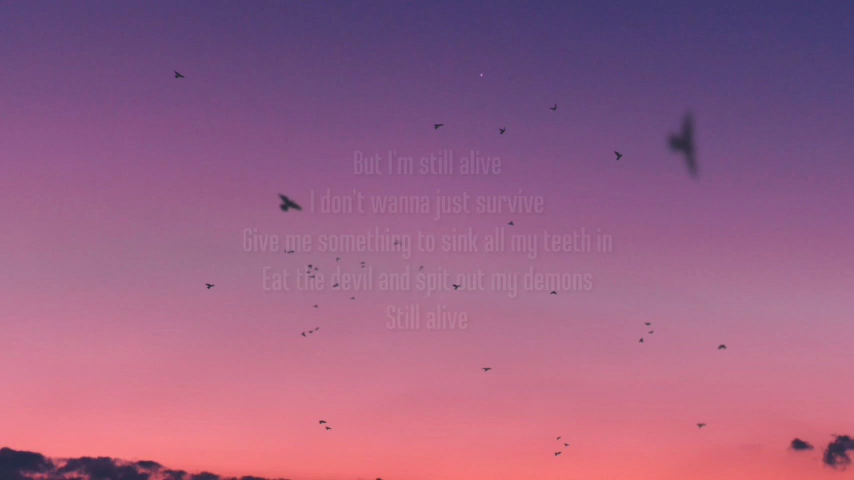 But I'm still alive
I don't wanna just survive
Give me something to sink all my teeth in
Eat the devil and spit out my demons
Still alive